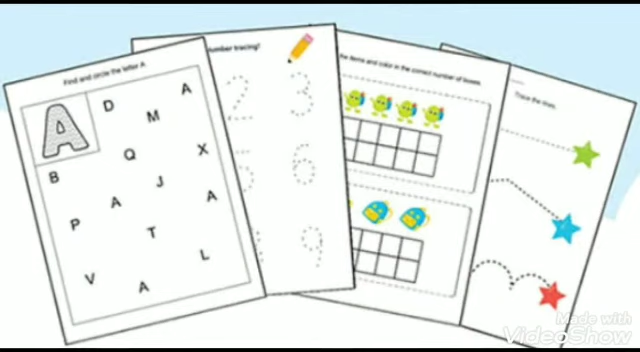 Find and circle the letter A
A
D
A
M
Q
X
B
J
A
A
P
T
L
V
A
number tracing!
2 3
5 6
9
the items and color in the correct number of boxes.
Trace the lines.
Made with
VideoShow